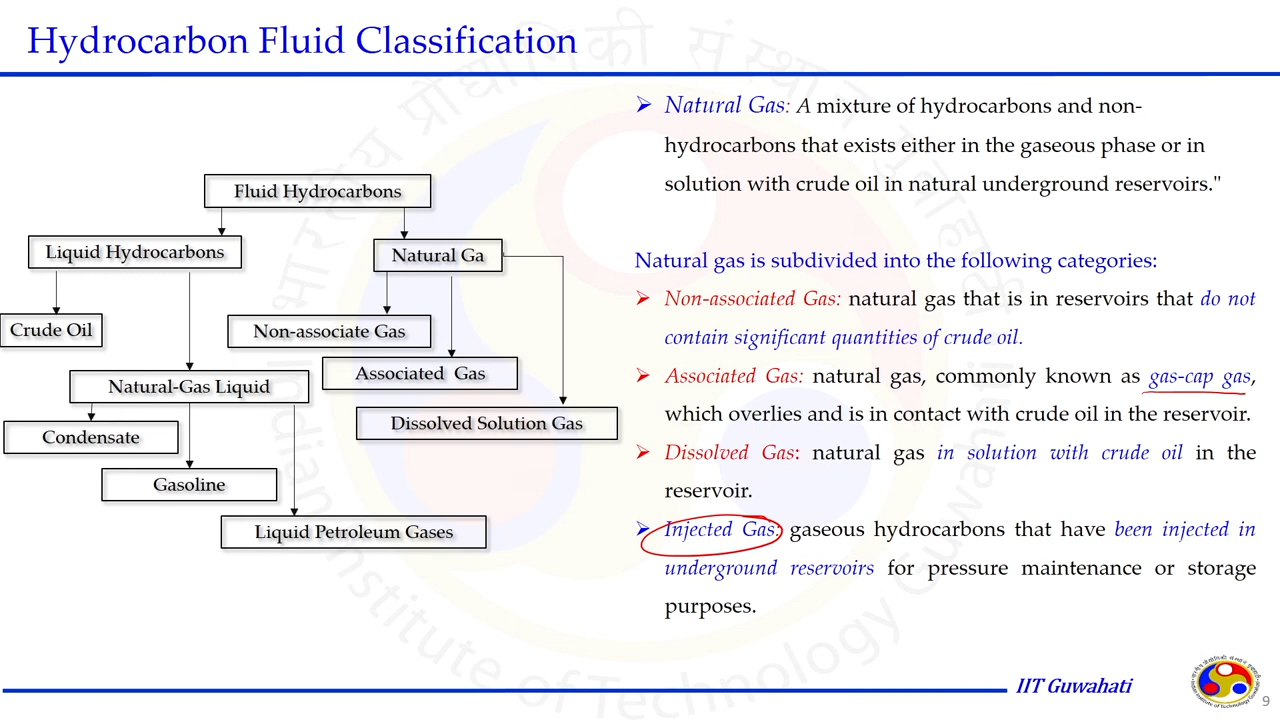 Hydrocarbon Fluid Classification
Fluid Hydrocarbons
Liquid Hydrocarbons
Natural Ga
Crude Oil
Non-associate Gas
Associated Gas
Natural-Gas Liquid
Dissolved Solution Gas
Condensate
Gasoline
Liquid Petroleum Gases
➢ Natural Gas: A mixture of hydrocarbons and non-
hydrocarbons that exists either in the gaseous phase or in
solution with crude oil in natural underground reservoirs."
Natural gas is subdivided into the following categories:
➢ Non-associated Gas: natural gas that is in reservoirs that do not
contain significant quantities of crude oil.
➢ Associated Gas: natural gas, commonly known as gas-cap gas,
which overlies and is in contact with crude oil in the reservoir.
➢ Dissolved Gas: natural gas in solution with crude oil in the
reservoir.
➢ Injected Gas: gaseous hydrocarbons that have been injected in
underground reservoirs for pressure maintenance or storage
purposes.
IIT Guwahati
9
Indian Institute of Technology Guwahati